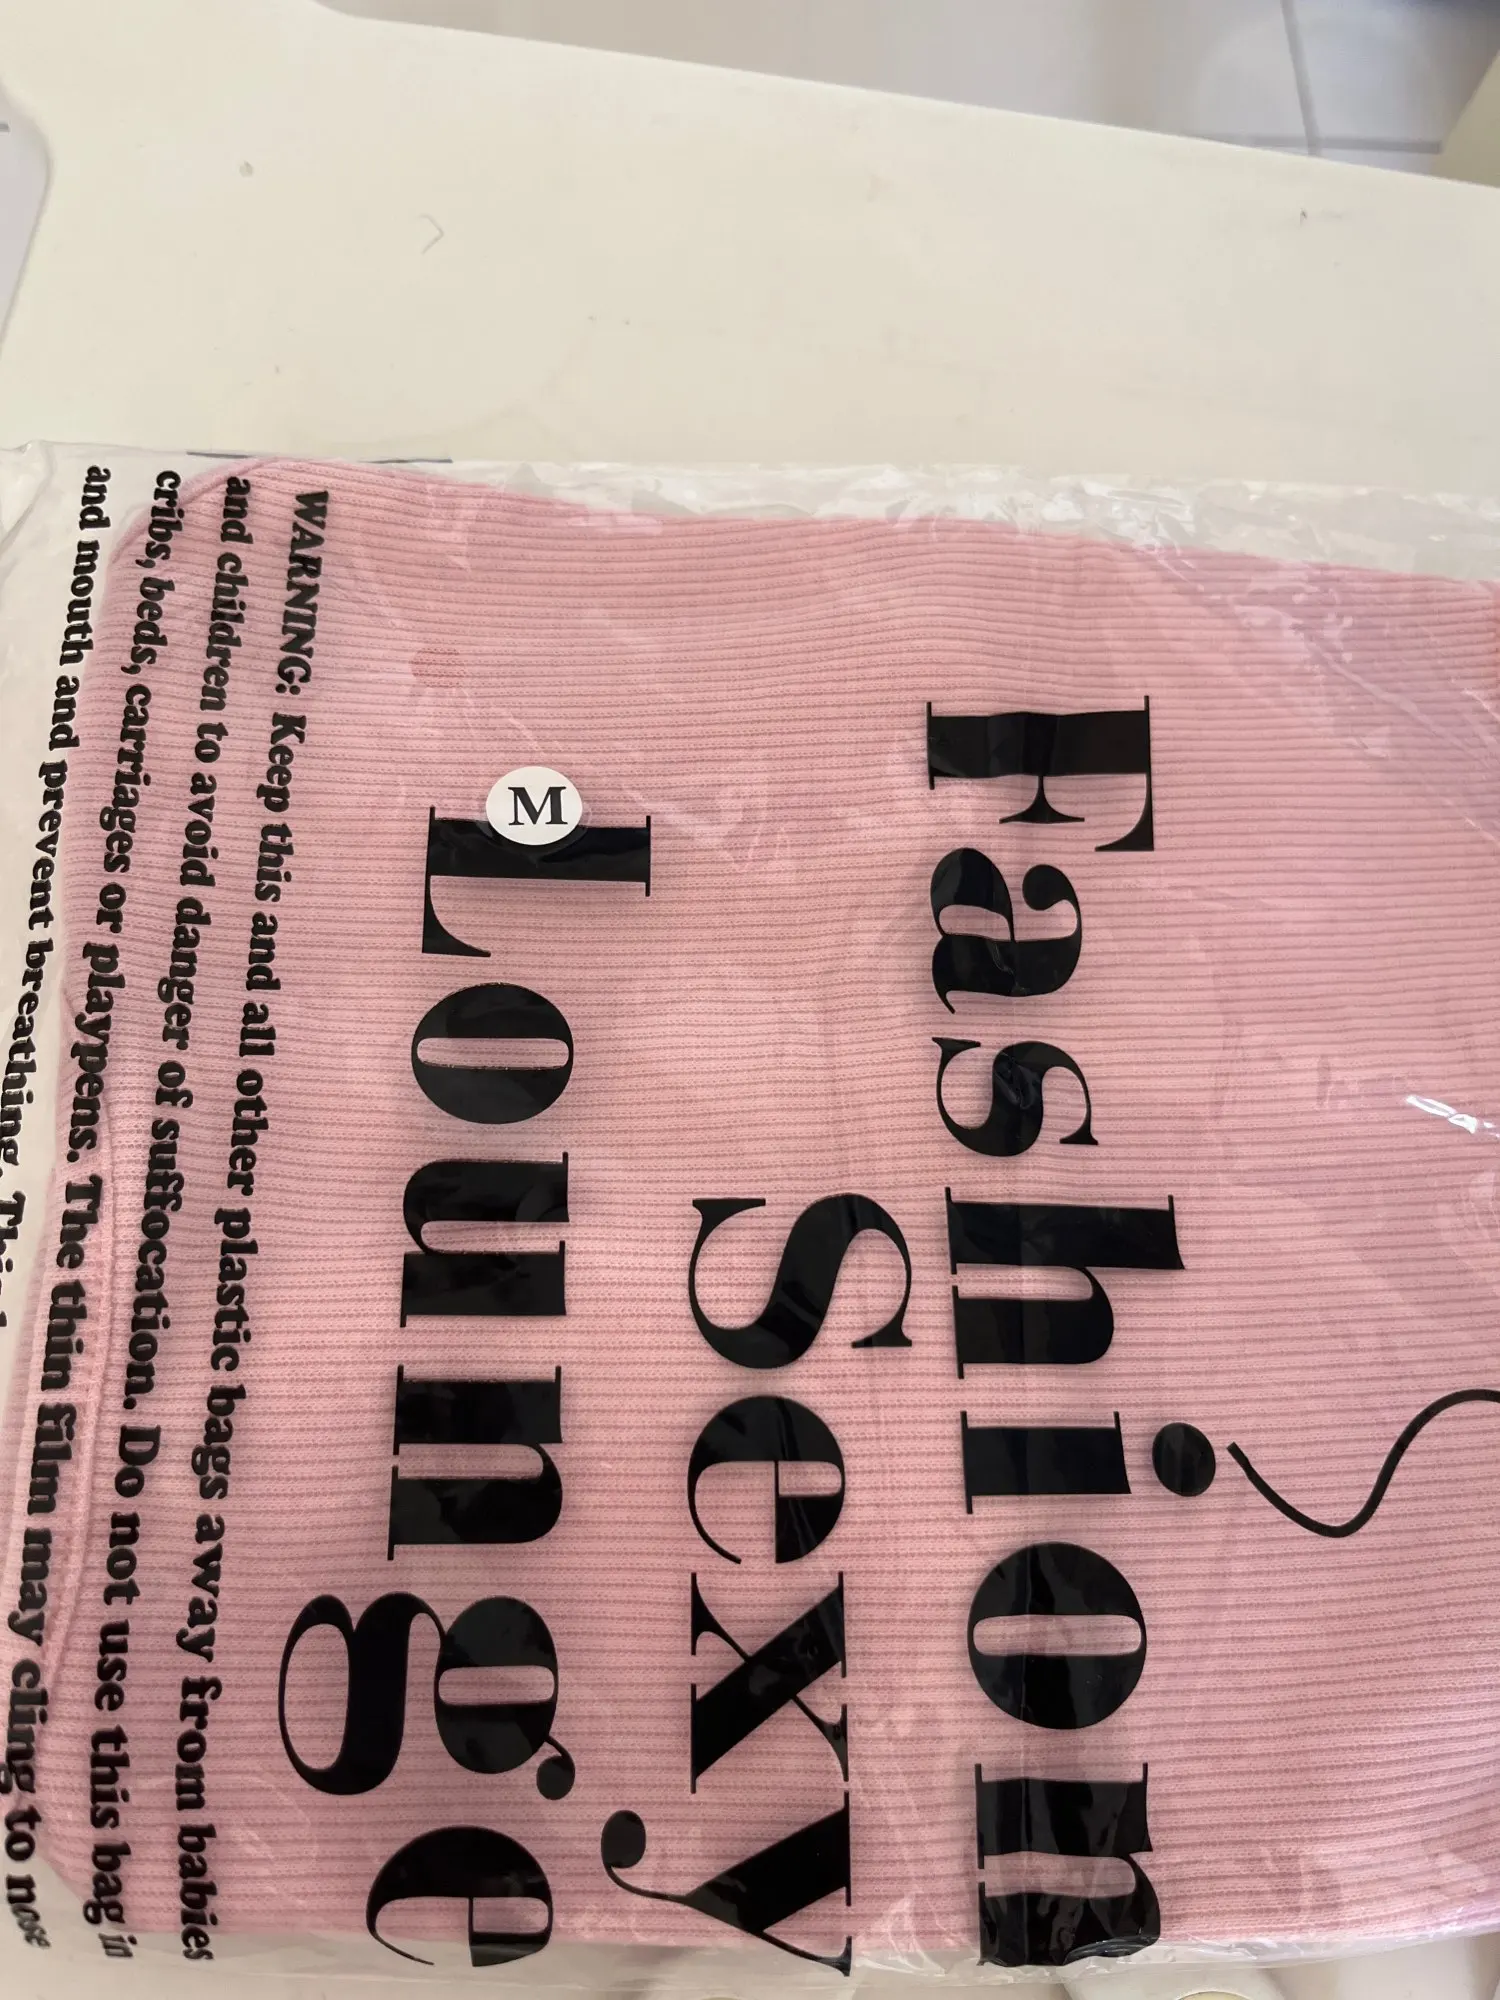 Fashion
Sexy
Lounge
M
WARNING: Keep this and all other plastic bags away from babies
and children to avoid danger of suffocation. Do not use this bag in
cribs, beds, carriages or playpens. The thin film may cling to nose
and mouth and prevent breathing.